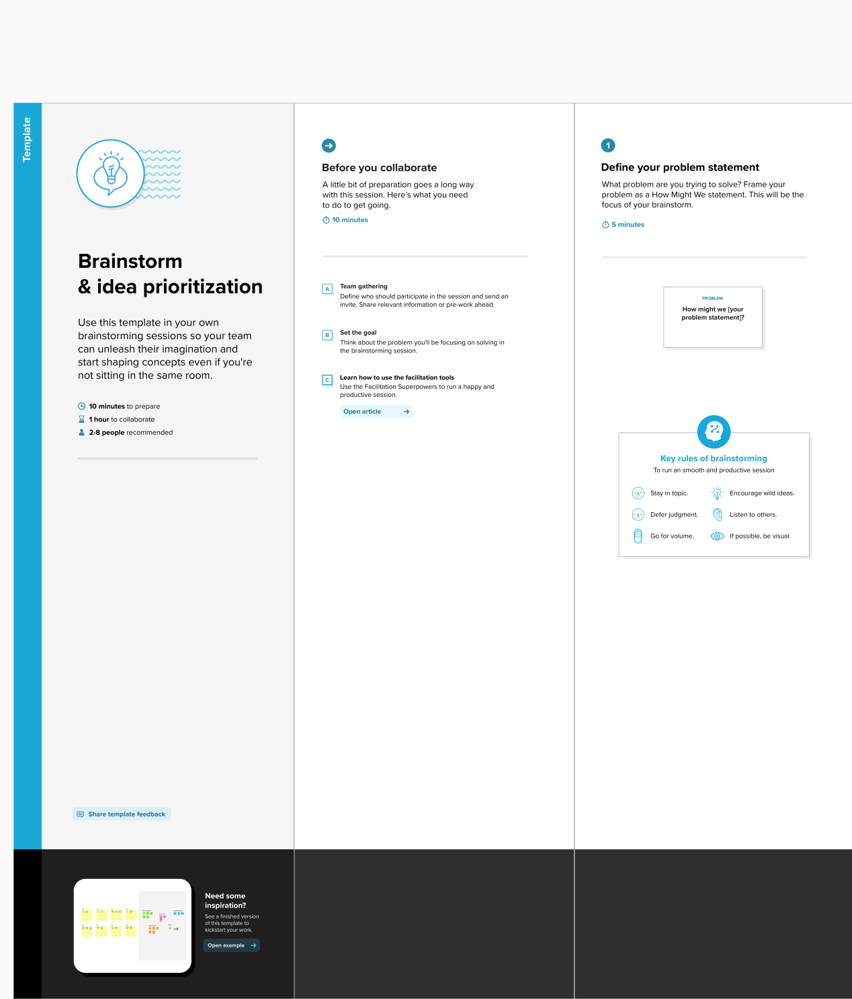 Template
Brainstorm
& idea prioritization
Use this template in your own
brainstorming sessions so your team
can unleash their imagination and
start shaping concepts even if you're
not sitting in the same room.
10 minutes to prepare
1 hour to collaborate
2-8 people recommended
Share template feedback
Need some
inspiration?
See a finished version
of this template to
kickstart your work.
Open example
Before you collaborate
A little bit of preparation goes a long way
with this session. Here’s what you need
to do to get going.
10 minutes
A
Team gathering
Define who should participate in the session and send an
invite. Share relevant information or pre-work ahead.
B
Set the goal
Think about the problem you'll be focusing on solving in
the brainstorming session.
C
Learn how to use the facilitation tools
Use the Facilitation Superpowers to run a happy and
productive session.
Open article
1
Define your problem statement
What problem are you trying to solve? Frame your
problem as a How Might We statement. This will be the
focus of your brainstorm.
5 minutes
PROBLEM
How might we [your
problem statement]?
Key rules of brainstorming
To run an smooth and productive session
Stay in topic.
Encourage wild ideas.
Defer judgment.
Listen to others.
Go for volume.
If possible, be visual.